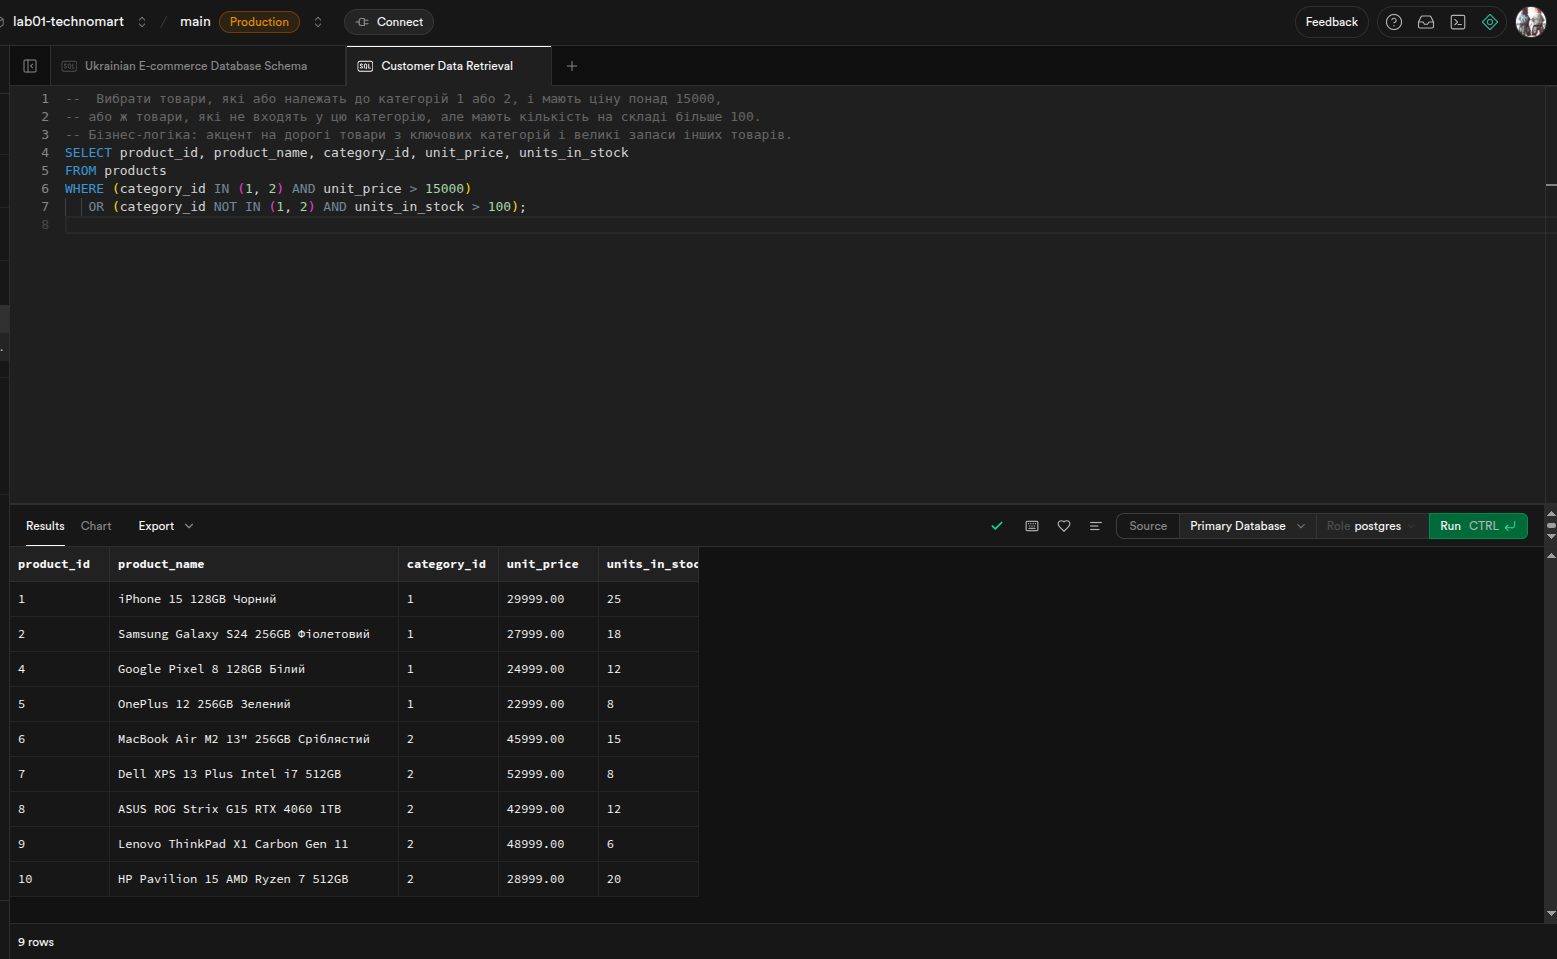 lab01-technomart / main Production Connect Feedback
SQL Ukrainian E-commerce Database Schema SQL Customer Data Retrieval +
1 --  Вибрати товари, які або належать до категорій 1 або 2, і мають ціну понад 15000,
2 -- або ж товари, які не входять у цю категорію, але мають кількість на складі більше 100.
3 -- Бізнес-логіка: акцент на дорогі товари з ключових категорій і великі запаси інших товарів.
4 SELECT product_id, product_name, category_id, unit_price, units_in_stock
5 FROM products
6 WHERE (category_id IN (1, 2) AND unit_price > 15000)
7    OR (category_id NOT IN (1, 2) AND units_in_stock > 100);
8
Results Chart Export Source Primary Database Role postgres Run CTRL
product_id product_name category_id unit_price units_in_stoc
1 iPhone 15 128GB Чорний 1 29999.00 25
2 Samsung Galaxy S24 256GB Фіолетовий 1 27999.00 18
4 Google Pixel 8 128GB Білий 1 24999.00 12
5 OnePlus 12 256GB Зелений 1 22999.00 8
6 MacBook Air M2 13" 256GB Сріблястий 2 45999.00 15
7 Dell XPS 13 Plus Intel i7 512GB 2 52999.00 8
8 ASUS ROG Strix G15 RTX 4060 1TB 2 42999.00 12
9 Lenovo ThinkPad X1 Carbon Gen 11 2 48999.00 6
10 HP Pavilion 15 AMD Ryzen 7 512GB 2 28999.00 20
9 rows